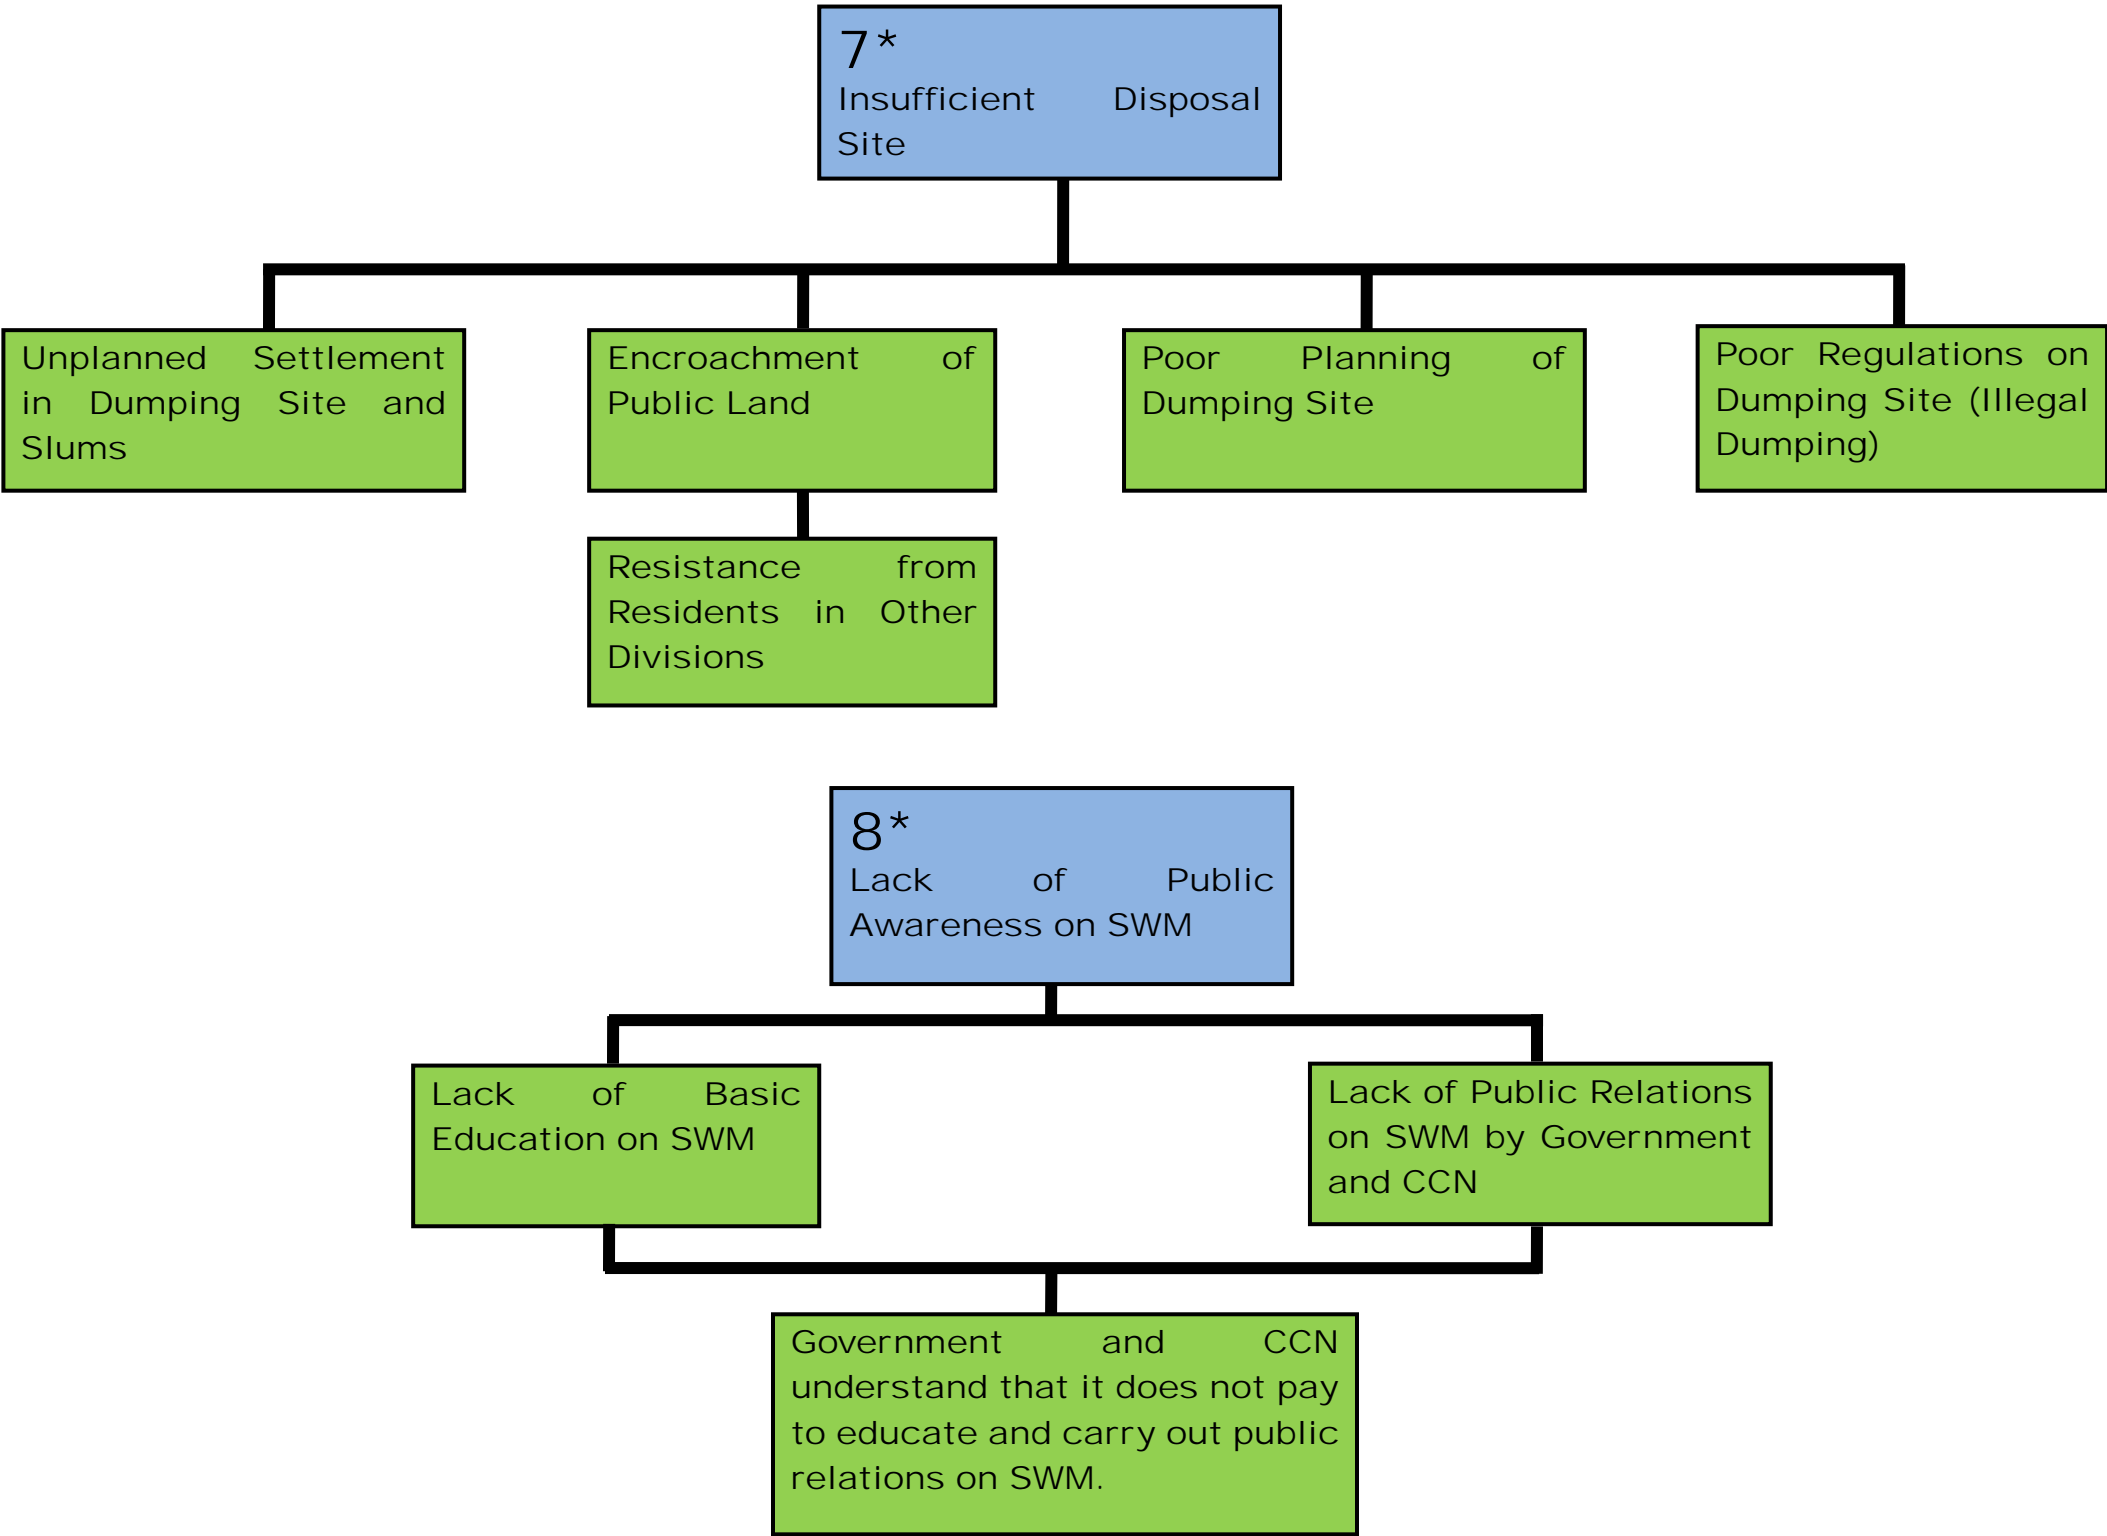 7*
Insufficient Disposal
Site
Unplanned Settlement
in Dumping Site and
Slums
Encroachment of
Public Land
Poor Planning of
Dumping Site
Poor Regulations on
Dumping Site (Illegal
Dumping)
Resistance from
Residents in Other
Divisions
8*
Lack of Public
Awareness on SWM
Lack of Basic
Education on SWM
Lack of Public Relations
on SWM by Government
and CCN
Government and CCN
understand that it does not pay
to educate and carry out public
relations on SWM.